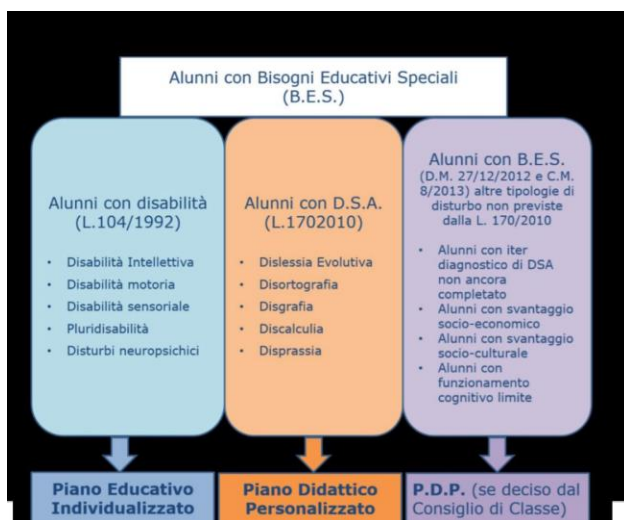 Alunni con Bisogni Educativi Speciali
(B.E.S.)
Alunni con disabilità
(L.104/1992)
• Disabilità Intellettiva
• Disabilità motoria
• Disabilità sensoriale
• Pluridisabilità
• Disturbi neuropsichici
Piano Educativo
Individualizzato
Alunni con D.S.A.
(L.1702010)
• Dislessia Evolutiva
• Disortografia
• Disgrafia
• Discalculia
• Disprassia
Piano Didattico
Personalizzato
Alunni con B.E.S.
(D.M. 27/12/2012 e C.M.
8/2013) altre tipologie di
disturbo non previste
dalla L. 170/2010
• Alunni con iter
diagnostico di DSA
non ancora
completato
• Alunni con svantaggio
socio-economico
• Alunni con svantaggio
socio-culturale
• Alunni con
funzionamento
cognitivo limite
P.D.P. (se deciso dal
Consiglio di Classe)